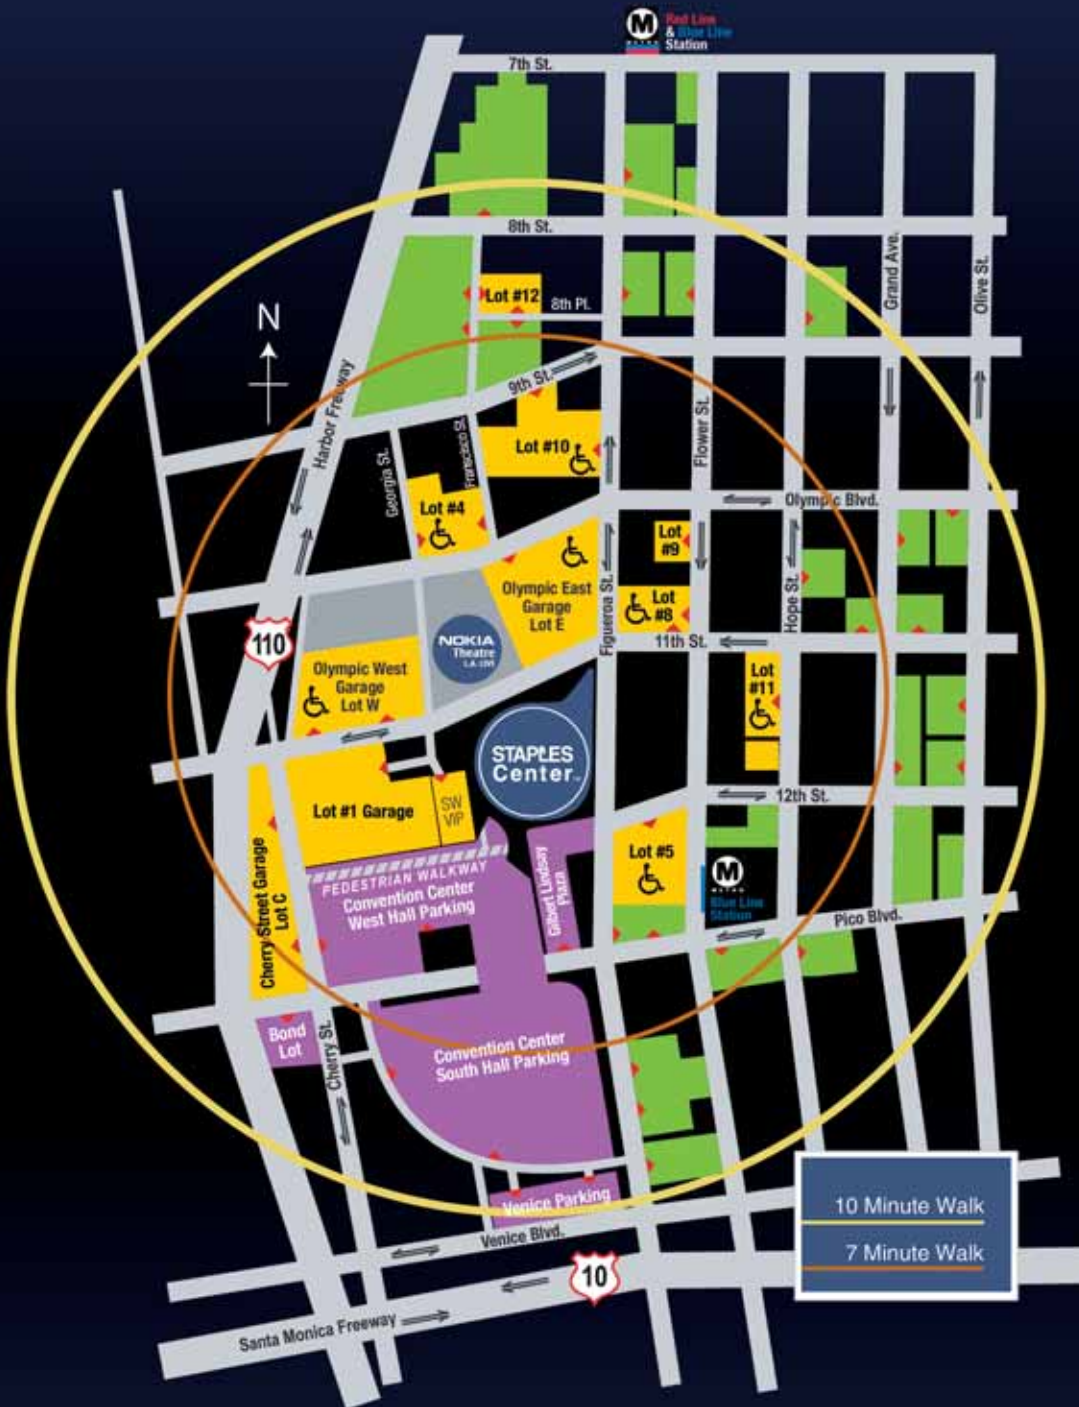 M
METRO
Red Line
& Blue Line
Station
7th St.
8th St.
Lot #12
8th Pl.
Grand Ave.
Olive St.
N
Harbor Freeway
9th St.
Flower St.
Georgia St.
Francisco St.
Lot #10
Lot #4
Olympic Blvd.
Lot
#9
Olympic East
Garage
Lot E
Figueroa St.
Lot
#8
Hope St.
11th St.
110
NOKIA
Theatre
L.A. LIVE
Olympic West
Garage
Lot W
Lot
#11
STAPLES
Center
12th St.
Lot #1 Garage
SW
VIP
Lot #5
Cherry Street Garage
Lot C
PEDESTRIAN WALKWAY
Convention Center
West Hall Parking
Gilbert Lindsay
Plaza
M
METRO
Blue Line
Station
Pico Blvd.
Bond
Lot
Cherry St.
Convention Center
South Hall Parking
Venice Parking
Venice Blvd.
10
Santa Monica Freeway
10 Minute Walk
7 Minute Walk